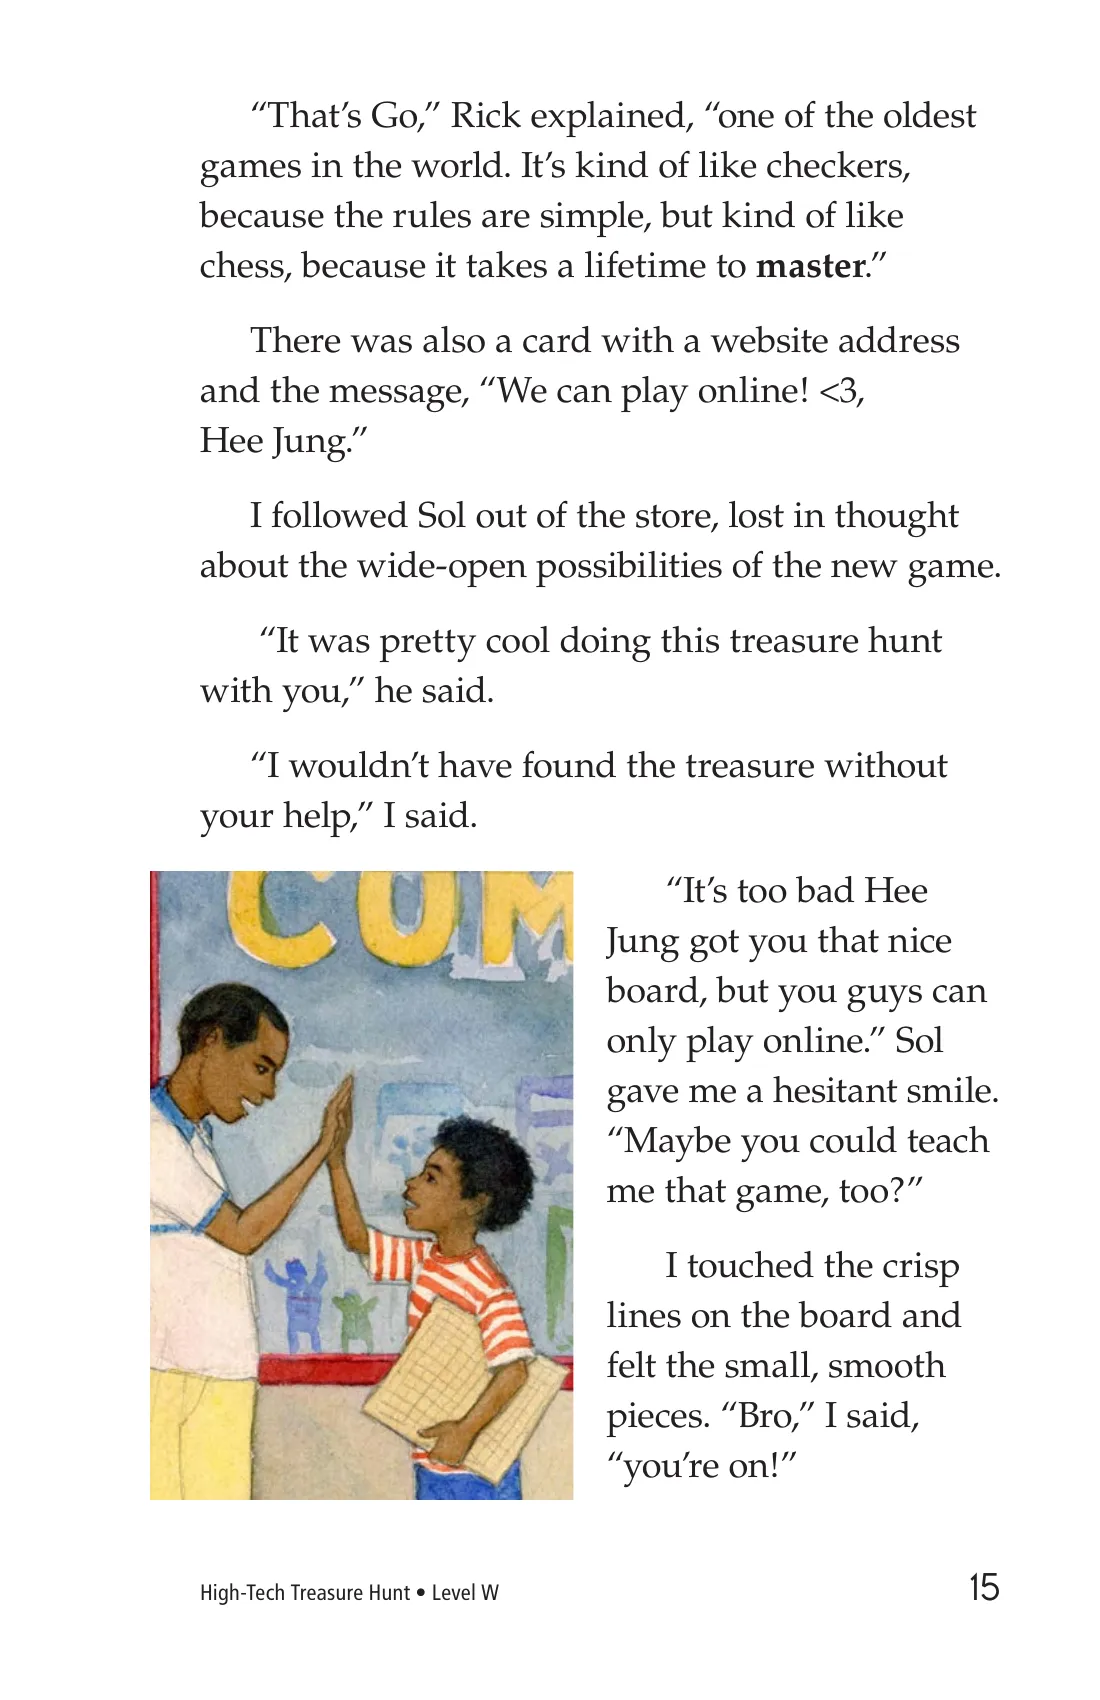 “That’s Go,” Rick explained, “one of the oldest
games in the world. It’s kind of like checkers,
because the rules are simple, but kind of like
chess, because it takes a lifetime to master.”
There was also a card with a website address
and the message, “We can play online! <3,
Hee Jung.”
I followed Sol out of the store, lost in thought
about the wide-open possibilities of the new game.
“It was pretty cool doing this treasure hunt
with you,” he said.
“I wouldn’t have found the treasure without
your help,” I said.
COM
“It’s too bad Hee
Jung got you that nice
board, but you guys can
only play online.” Sol
gave me a hesitant smile.
“Maybe you could teach
me that game, too?”
I touched the crisp
lines on the board and
felt the small, smooth
pieces. “Bro,” I said,
“you’re on!”
High-Tech Treasure Hunt • Level W
15